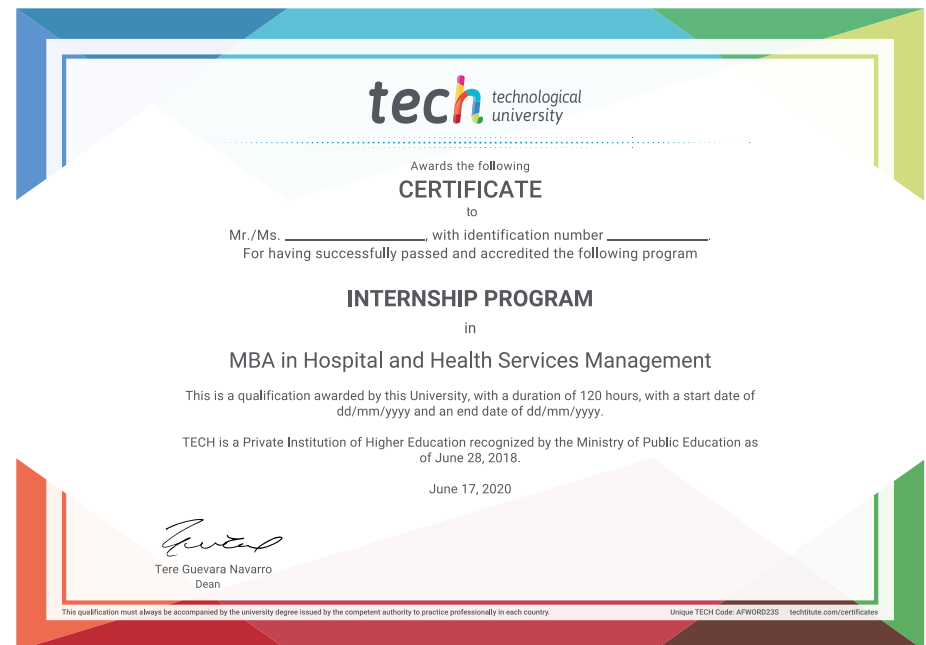 tech technological
university
Awards the following
CERTIFICATE
to
Mr./Ms. ____________________, with identification number ______________.
For having successfully passed and accredited the following program
INTERNSHIP PROGRAM
in
MBA in Hospital and Health Services Management
This is a qualification awarded by this University, with a duration of 120 hours, with a start date of
dd/mm/yyyy and an end date of dd/mm/yyyy.
TECH is a Private Institution of Higher Education recognized by the Ministry of Public Education as
of June 28, 2018.
June 17, 2020
Tere Guevara Navarro
Dean
This qualification must always be accompanied by the university degree issued by the competent authority to practice professionally in each country.
Unique TECH Code: AFWORD23S techtitute.com/certificates